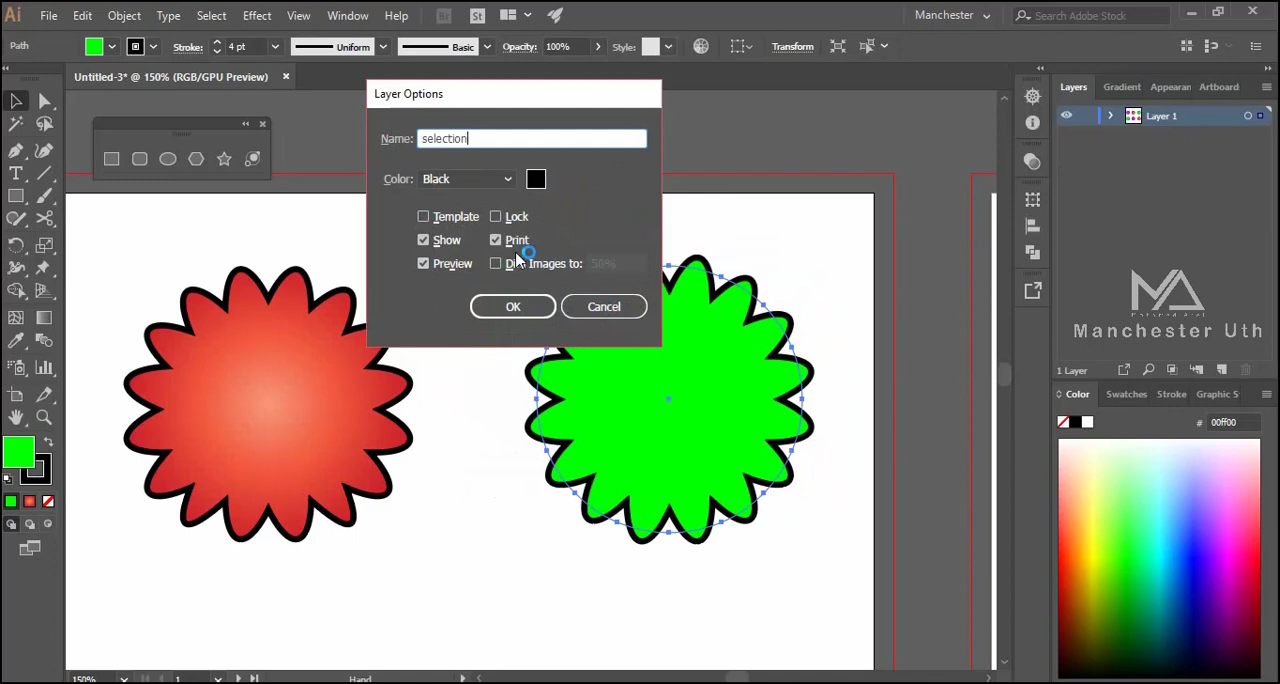 Ai File Edit Object Type Select Effect View Window Help Br St Manchester Search Adobe Stock
Path Stroke: 4 pt Uniform Basic Opacity: 100% Style: Transform
Untitled-3* @ 150% (RGB/GPU Preview)
Layer Options
Name: selection
Color: Black
Template Lock
Show Print
Preview Dim Images to: 50%
OK Cancel
Layers Gradient Appearan Artboard
Layer 1
Manchester Uth
1 Layer
Color Swatches Stroke Graphic S
# 00ff00
150% 1 Hand